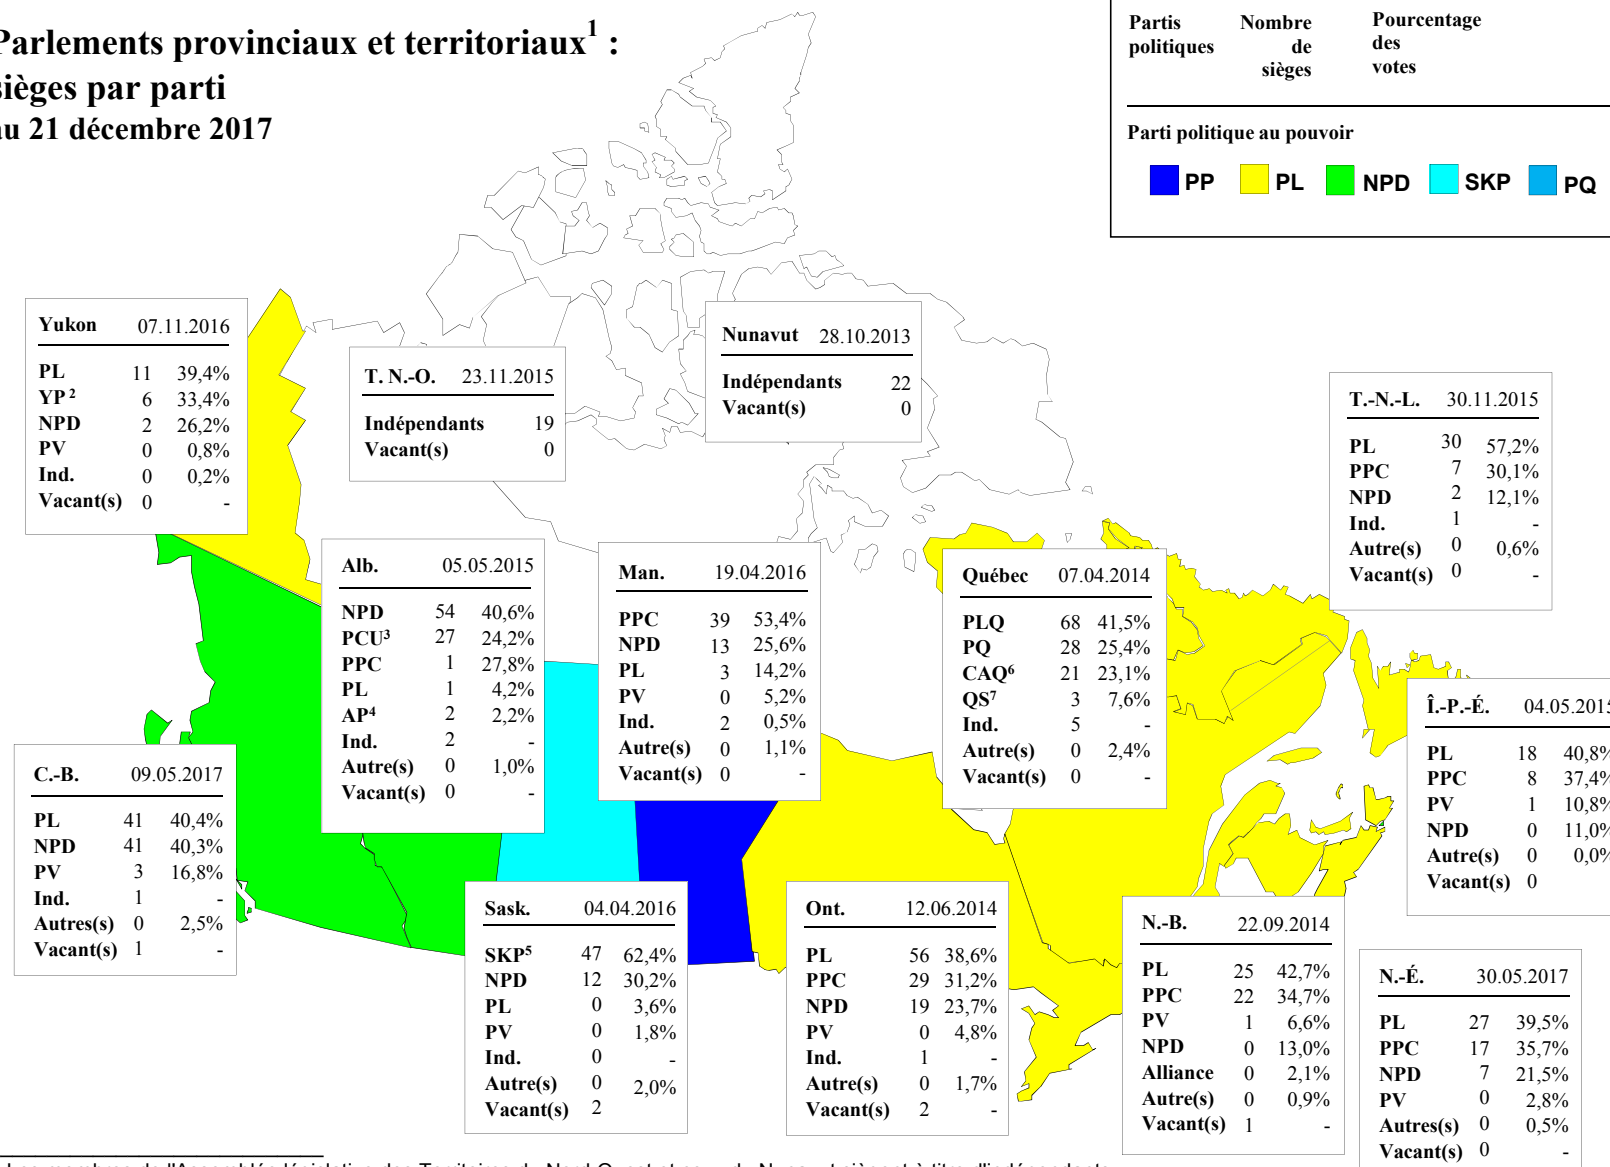 Parlements provinciaux et territoriaux1 :
sièges par parti
au 21 décembre 2017
Partis politiques
Nombre de sièges
Pourcentage des votes
Parti politique au pouvoir
PP PL NPD SKP PQ
Yukon 07.11.2016
PL 11 39,4%
YP 2 6 33,4%
NPD 2 26,2%
PV 0 0,8%
Ind. 0 0,2%
Vacant(s) 0 -
T. N.-O. 23.11.2015
Indépendants 19
Vacant(s) 0
Nunavut 28.10.2013
Indépendants 22
Vacant(s) 0
T.-N.-L. 30.11.2015
PL 30 57,2%
PPC 7 30,1%
NPD 2 12,1%
Ind. 1 -
Autre(s) 0 0,6%
Vacant(s) 0 -
Alb. 05.05.2015
NPD 54 40,6%
PCU3 27 24,2%
PPC 1 27,8%
PL 1 4,2%
AP4 2 2,2%
Ind. 2 -
Autre(s) 0 1,0%
Vacant(s) 0 -
Man. 19.04.2016
PPC 39 53,4%
NPD 13 25,6%
PL 3 14,2%
PV 0 5,2%
Ind. 2 0,5%
Autre(s) 0 1,1%
Vacant(s) 0 -
Québec 07.04.2014
PLQ 68 41,5%
PQ 28 25,4%
CAQ6 21 23,1%
QS7 3 7,6%
Ind. 5 -
Autre(s) 0 2,4%
Vacant(s) 0 -
Î.-P.-É. 04.05.2015
PL 18 40,8%
PPC 8 37,4%
PV 1 10,8%
NPD 0 11,0%
Autre(s) 0 0,0%
Vacant(s) 0
C.-B. 09.05.2017
PL 41 40,4%
NPD 41 40,3%
PV 3 16,8%
Ind. 1 -
Autres(s) 0 2,5%
Vacant(s) 1 -
Sask. 04.04.2016
SKP5 47 62,4%
NPD 12 30,2%
PL 0 3,6%
PV 0 1,8%
Ind. 0 -
Autre(s) 0 2,0%
Vacant(s) 2
Ont. 12.06.2014
PL 56 38,6%
PPC 29 31,2%
NPD 19 23,7%
PV 0 4,8%
Ind. 1 -
Autre(s) 0 1,7%
Vacant(s) 2 -
N.-B. 22.09.2014
PL 25 42,7%
PPC 22 34,7%
PV 1 6,6%
NPD 0 13,0%
Alliance 0 2,1%
Autre(s) 0 0,9%
Vacant(s) 1 -
N.-É. 30.05.2017
PL 27 39,5%
PPC 17 35,7%
NPD 7 21,5%
PV 0 2,8%
Autres(s) 0 0,5%
Vacant(s) 0 -